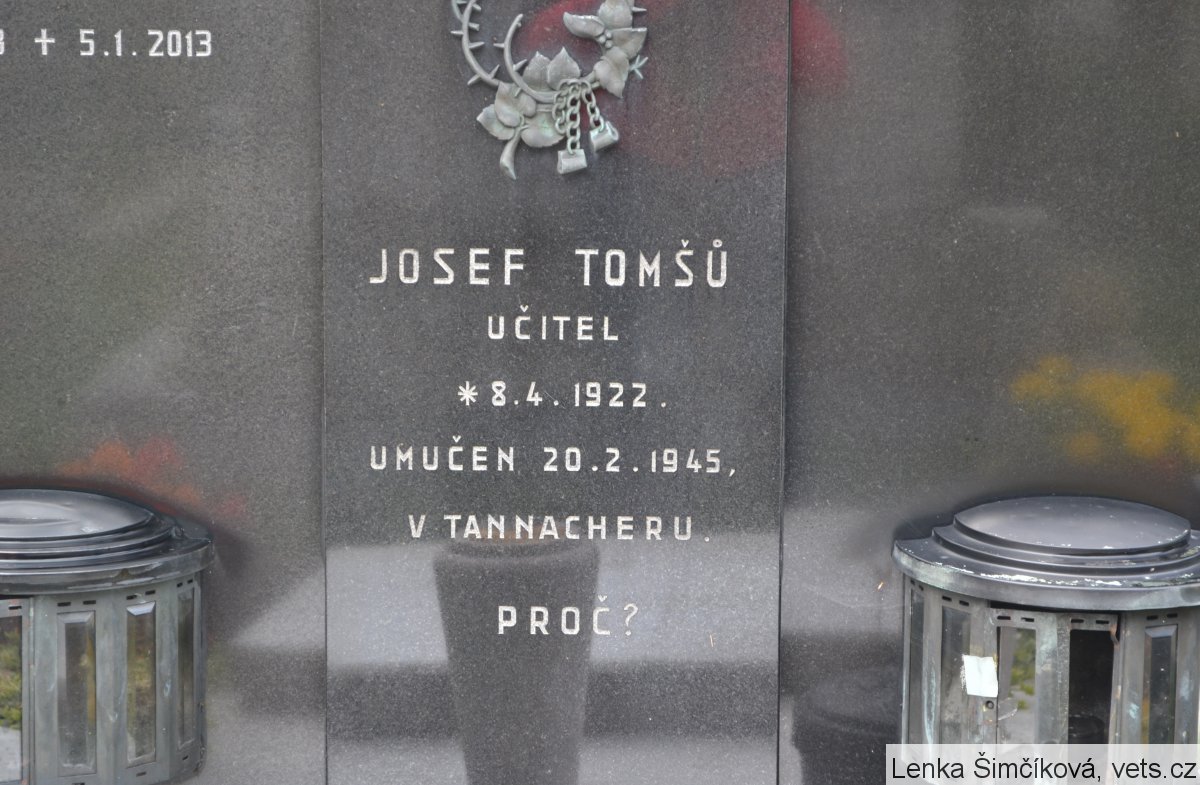 ✝ 5.1.2013
JOSEF TOMŠŮ
UČITEL
* 8.4.1922.
UMUČEN 20.2.1945,
V TANNACHERU.
PROČ?
Lenka Šimčíková, vets.cz